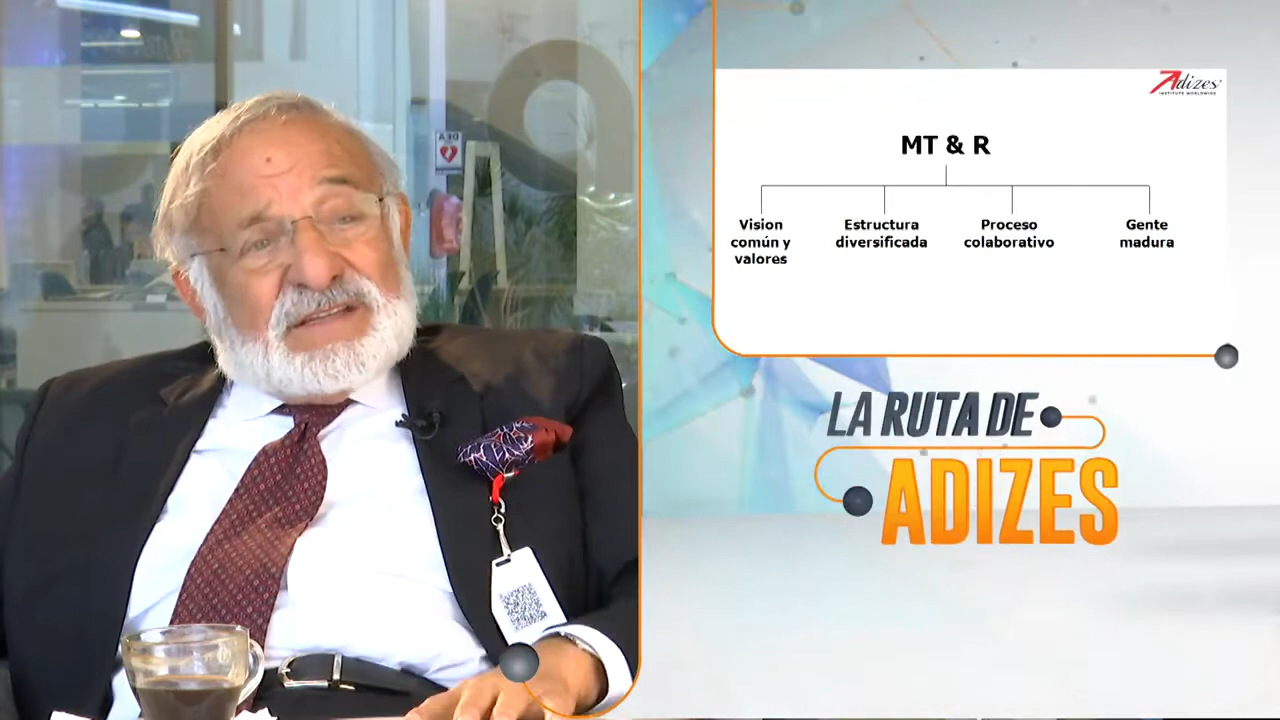 Adizes
INSTITUTE WORLDWIDE
MT & R
Vision
común y
valores
Estructura
diversificada
Proceso
colaborativo
Gente
madura
LA RUTA DE
ADIZES